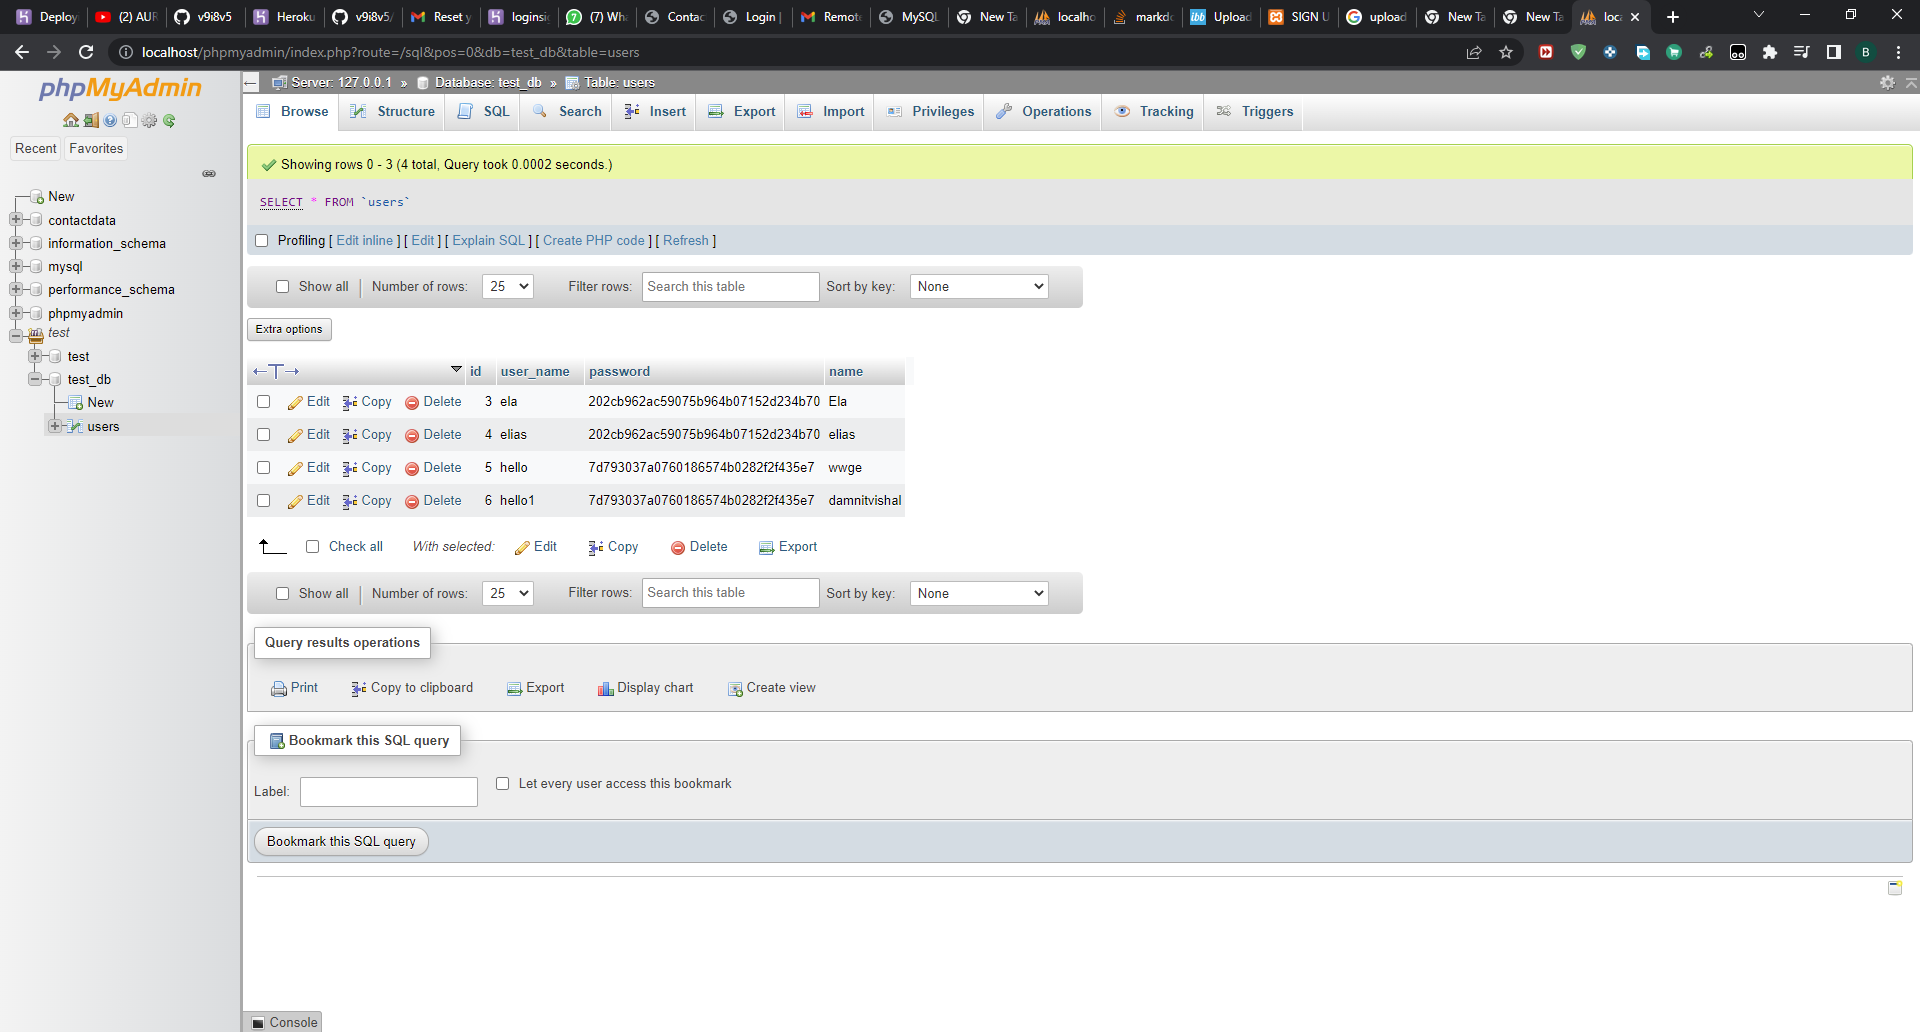 Deploy
(2) AUR
v9i8v5
Heroku
v9i8v5/
Reset y
loginsi
(7) Wha
Contac
Login |
Remote
MySQL
New Ta
localho
markdo
Upload
SIGN U
upload
New Ta
New Ta
loca
localhost/phpmyadmin/index.php?route=/sql&pos=0&db=test_db&table=users
B
phpMyAdmin
Recent Favorites
New
contactdata
information_schema
mysql
performance_schema
phpmyadmin
test
test
test_db
New
users
Server: 127.0.0.1 » Database: test_db » Table: users
Browse Structure SQL Search Insert Export Import Privileges Operations Tracking Triggers
Showing rows 0 - 3 (4 total, Query took 0.0002 seconds.)
SELECT * FROM `users`
Profiling [ Edit inline ] [ Edit ] [ Explain SQL ] [ Create PHP code ] [ Refresh ]
Show all | Number of rows: 25 Filter rows: Search this table Sort by key: None
Extra options
←T→ id user_name password name
Edit Copy Delete 3 ela 202cb962ac59075b964b07152d234b70 Ela
Edit Copy Delete 4 elias 202cb962ac59075b964b07152d234b70 elias
Edit Copy Delete 5 hello 7d793037a0760186574b0282f2f435e7 wwge
Edit Copy Delete 6 hello1 7d793037a0760186574b0282f2f435e7 damnitvishal
Check all With selected: Edit Copy Delete Export
Show all | Number of rows: 25 Filter rows: Search this table Sort by key: None
Query results operations
Print Copy to clipboard Export Display chart Create view
Bookmark this SQL query
Label: Let every user access this bookmark
Bookmark this SQL query
Console